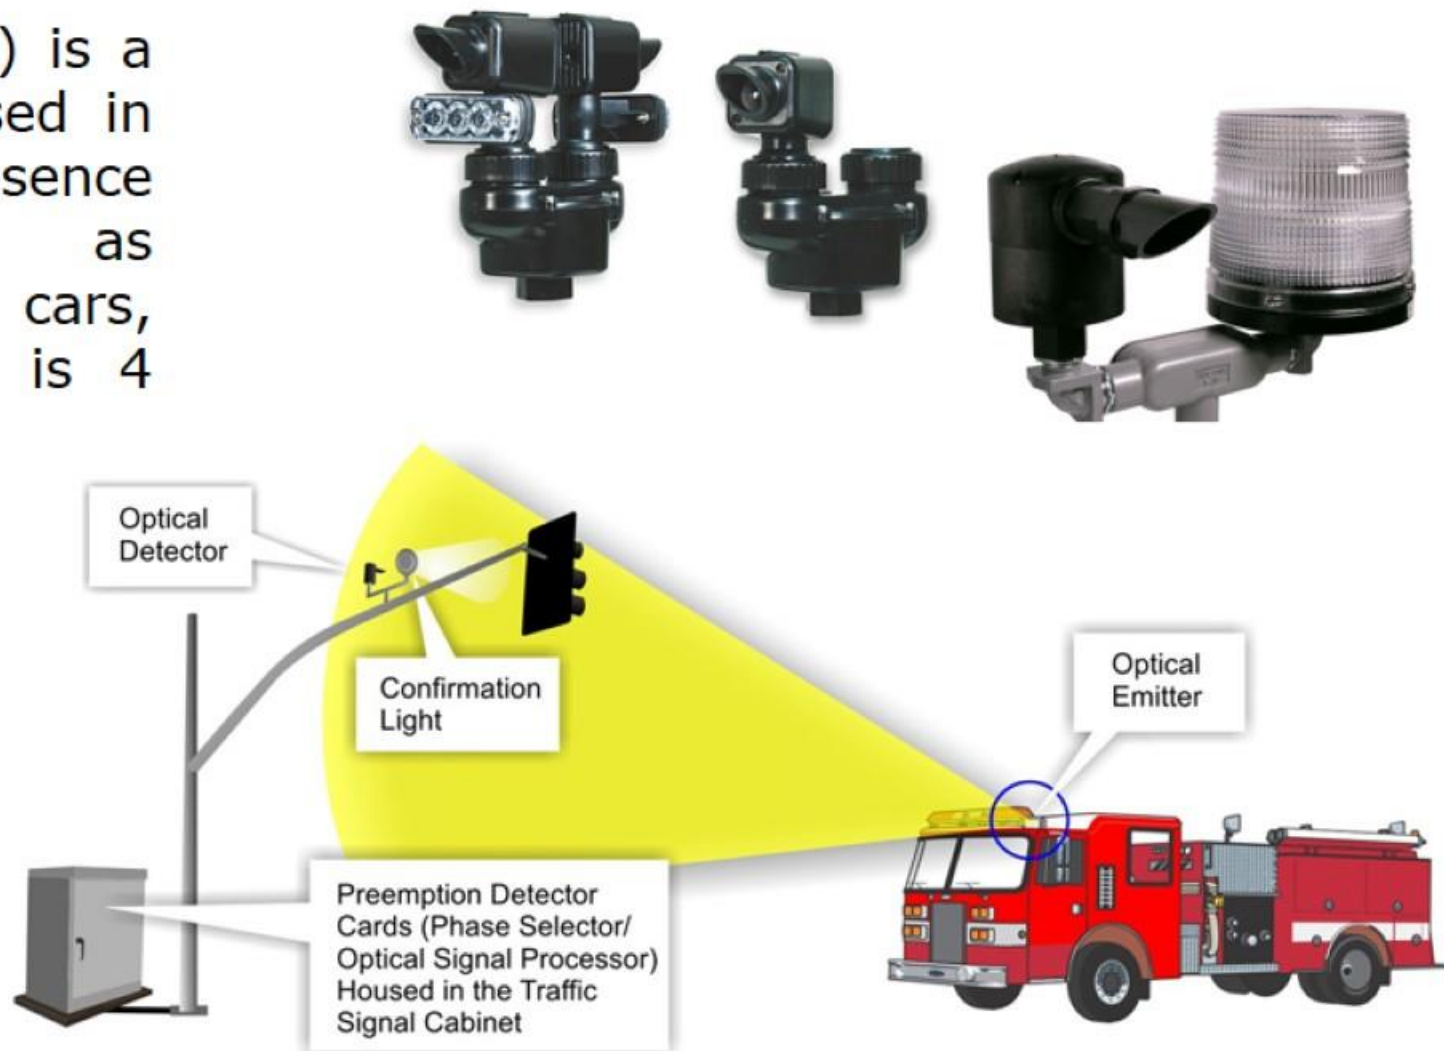 ) is a
sed in
sence
as
cars,
is 4
Optical
Detector
Confirmation
Light
Optical
Emitter
Preemption Detector
Cards (Phase Selector/
Optical Signal Processor)
Housed in the Traffic
Signal Cabinet